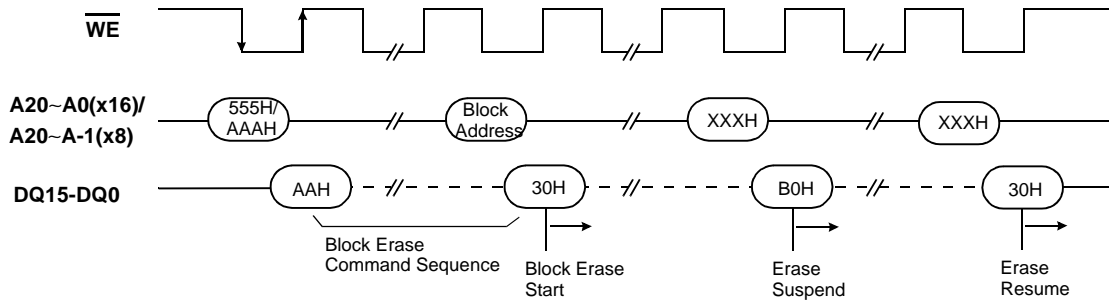 WE
A20~A0(x16)/
A20~A-1(x8)
555H/
AAAH
Block
Address
XXXH
XXXH
DQ15-DQ0
AAH
30H
B0H
30H
Block Erase
Command Sequence
Block Erase
Start
Erase
Suspend
Erase
Resume